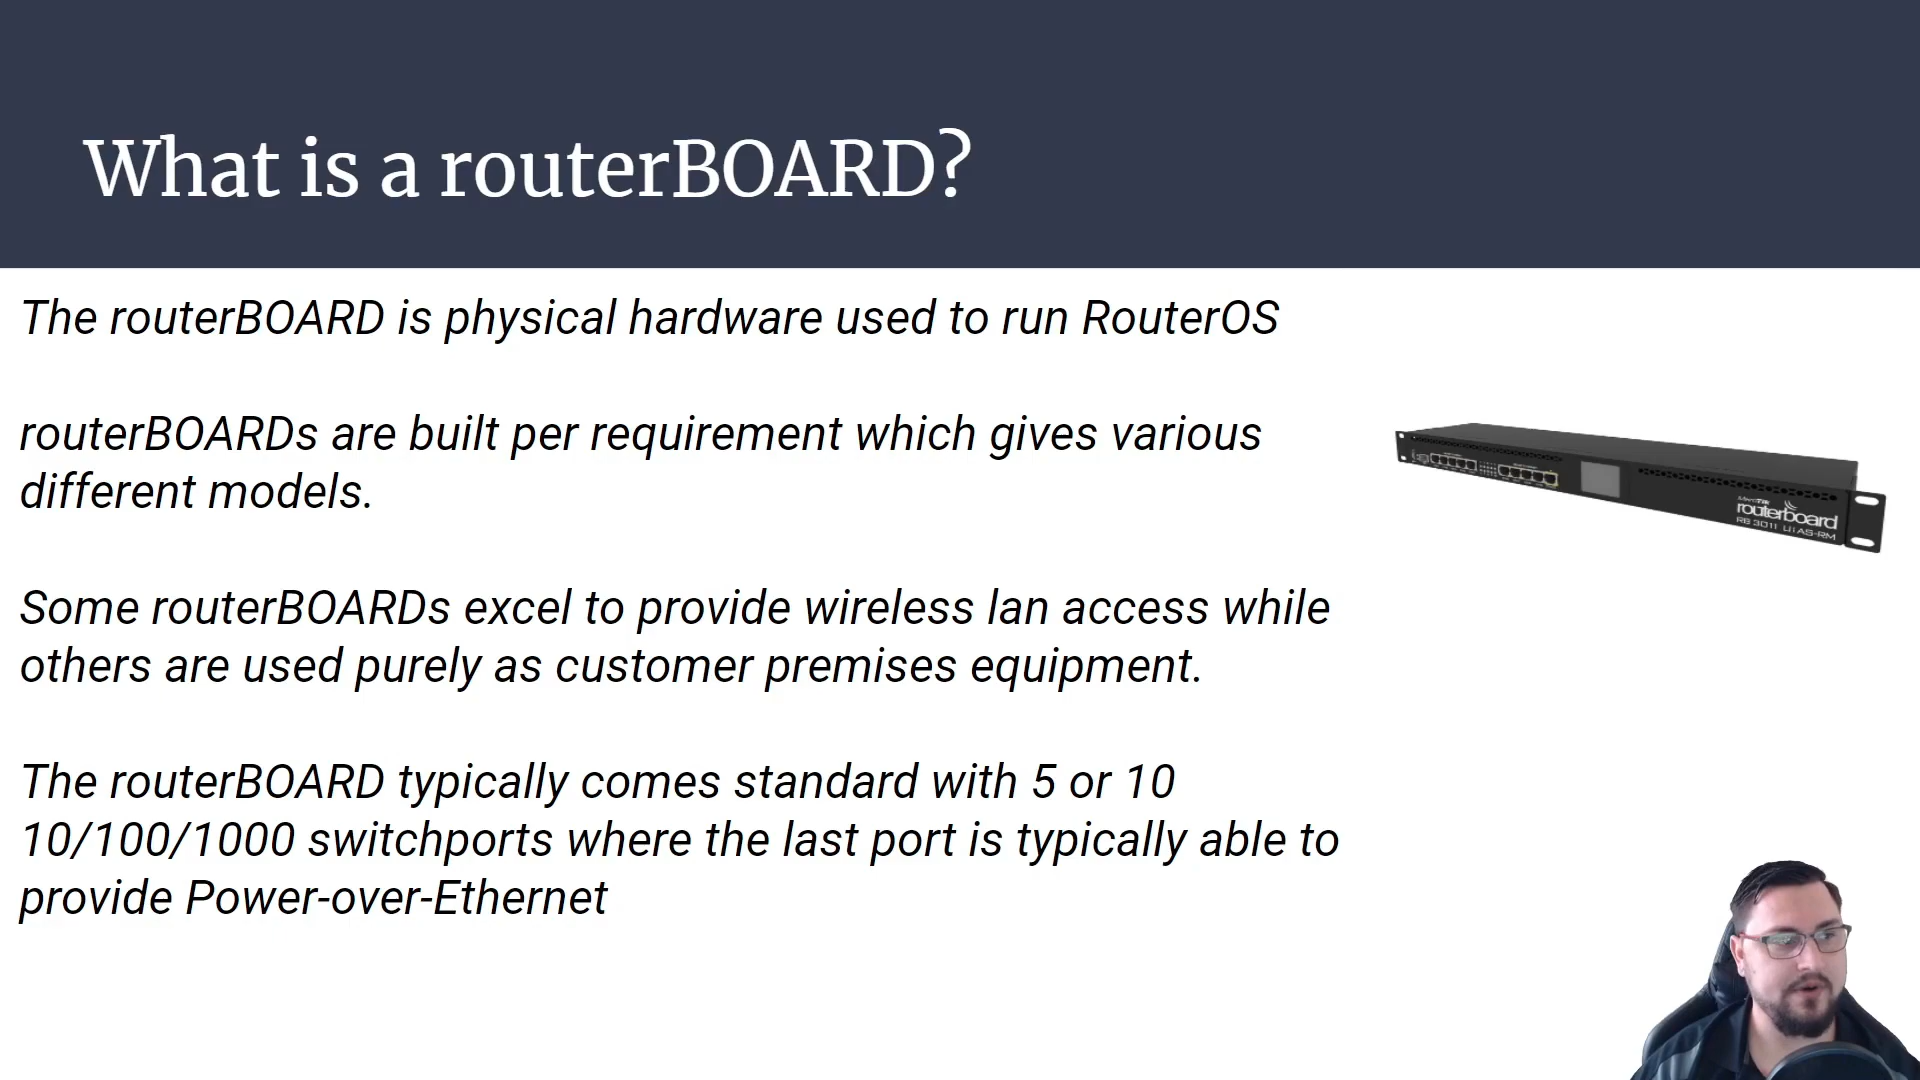 What is a routerBOARD?
The routerBOARD is physical hardware used to run RouterOS
routerBOARDs are built per requirement which gives various
different models.
Some routerBOARDs excel to provide wireless lan access while
others are used purely as customer premises equipment.
The routerBOARD typically comes standard with 5 or 10
10/100/1000 switchports where the last port is typically able to
provide Power-over-Ethernet
MikroTik
routerboard
RB 3011 UiAS-RM